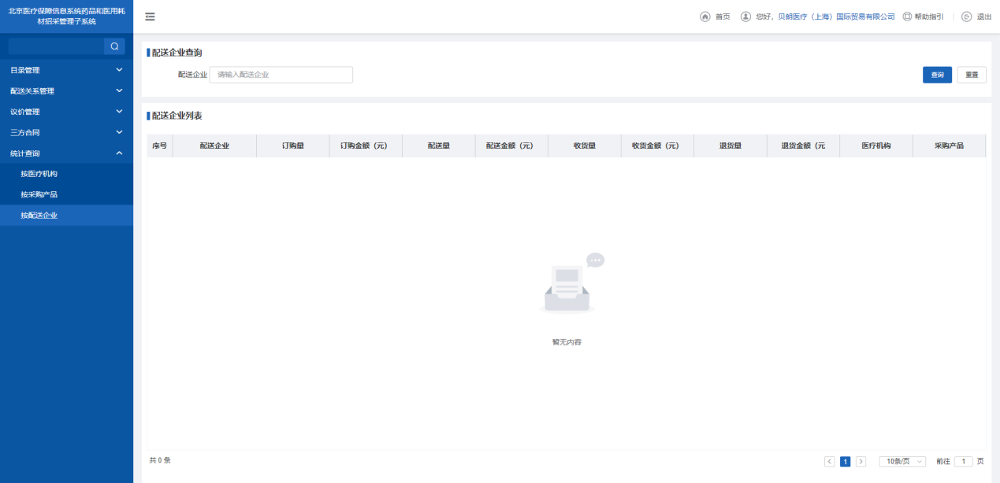 北京医疗保障信息系统药品和医用耗
材招采管理子系统
首页
您好，贝朗医疗（上海）国际贸易有限公司
帮助指引
退出
目录管理
配送关系管理
议价管理
三方合同
统计查询
按医疗机构
按采购产品
按配送企业
配送企业查询
配送企业 请输入配送企业
查询 重置
配送企业列表
序号 配送企业 订购量 订购金额（元） 配送量 配送金额（元） 收货量 收货金额（元） 退货量 退货金额（元 医疗机构 采购产品
暂无内容
共 0 条
1 10条/页 前往 1 页